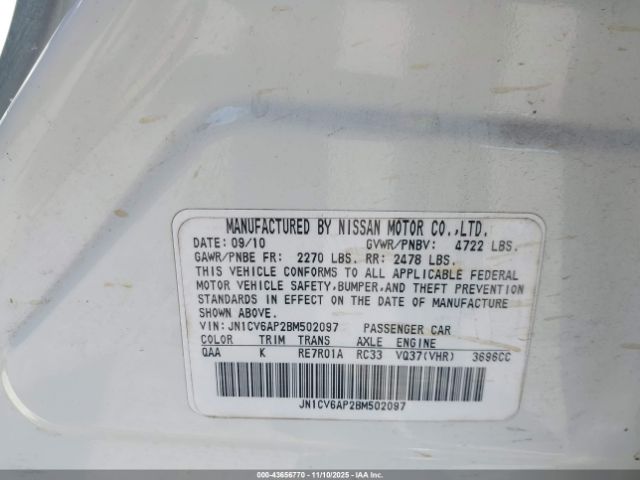 MANUFACTURED BY NISSAN MOTOR CO.,LTD.
DATE: 09/10 GVWR/PNBV: 4722 LBS.
GAWR/PNBE FR: 2270 LBS. RR: 2478 LBS.
THIS VEHICLE CONFORMS TO ALL APPLICABLE FEDERAL
MOTOR VEHICLE SAFETY,BUMPER,AND THEFT PREVENTION
STANDARDS IN EFFECT ON THE DATE OF MANUFACTURE
SHOWN ABOVE.
VIN: JN1CV6AP2BM502097 PASSENGER CAR
COLOR TRIM TRANS AXLE ENGINE
QAA K RE7R01A RC33 VQ37(VHR) 3696CC
JN1CV6AP2BM502097
000-43656770 - 11/10/2025 - IAAI.COM